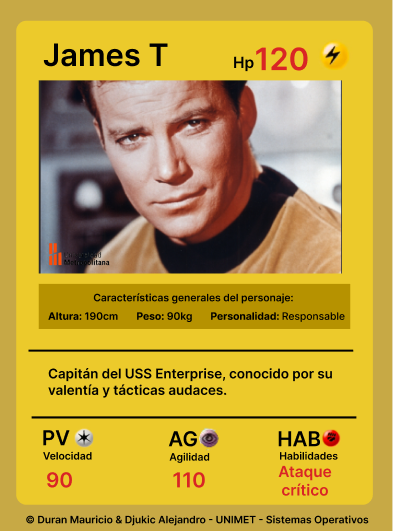 James T
Hp 120
Metropolitana
Características generales del personaje:
Altura: 190cm Peso: 90kg Personalidad: Responsable
Capitán del USS Enterprise, conocido por su
valentía y tácticas audaces.
PV AG HAB
Velocidad Agilidad Habilidades
90 110 Ataque
crítico
© Duran Mauricio & Djukic Alejandro - UNIMET - Sistemas Operativos